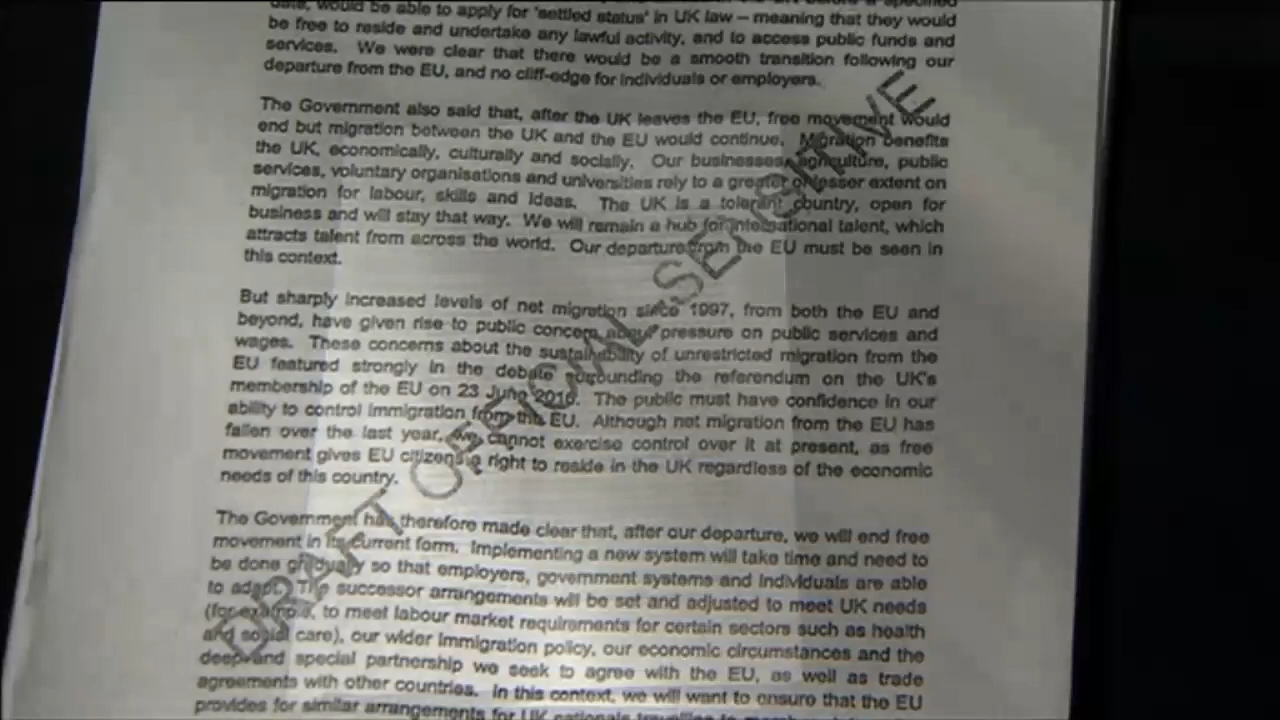 date, would be able to apply for 'settled status' in UK law – meaning that they would
be free to reside and undertake any lawful activity, and to access public funds and
services. We were clear that there would be a smooth transition following our
departure from the EU, and no cliff-edge for individuals or employers.
The Government also said that, after the UK leaves the EU, free movement would
end but migration between the UK and the EU would continue. Migration benefits
the UK, economically, culturally and socially. Our businesses, agriculture, public
services, voluntary organisations and universities rely to a greater or lesser extent on
migration for labour, skills and ideas. The UK is a tolerant country, open for
business and will stay that way. We will remain a hub for international talent, which
attracts talent from across the world. Our departure from the EU must be seen in
this context.
But sharply increased levels of net migration since 1997, from both the EU and
beyond, have given rise to public concern about pressure on public services and
wages. These concerns about the sustainability of unrestricted migration from the
EU featured strongly in the debate surrounding the referendum on the UK's
membership of the EU on 23 June 2016. The public must have confidence in our
ability to control immigration from the EU. Although net migration from the EU has
fallen over the last year, we cannot exercise control over it at present, as free
movement gives EU citizens a right to reside in the UK regardless of the economic
needs of this country.
The Government has therefore made clear that, after our departure, we will end free
movement in its current form. Implementing a new system will take time and need to
be done gradually so that employers, government systems and individuals are able
to adapt. The successor arrangements will be set and adjusted to meet UK needs
(for example, to meet labour market requirements for certain sectors such as health
and social care), our wider immigration policy, our economic circumstances and the
deep and special partnership we seek to agree with the EU, as well as trade
agreements with other countries. In this context, we will want to ensure that the EU
provides for similar arrangements for UK nationals travelling to
DRAFT OFFICIAL SENSITIVE